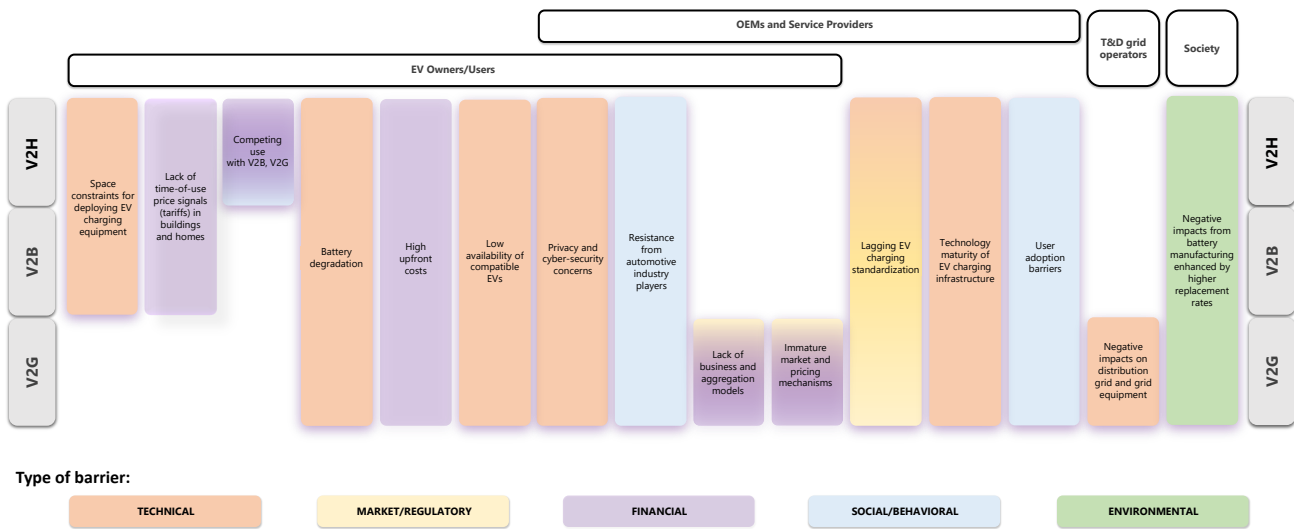 OEMs and Service Providers
T&D grid
operators
Society
EV Owners/Users
V2H
V2B
V2G
Space
constraints for
deploying EV
charging
equipment
Lack of
time-of-use
price signals
(tariffs) in
buildings
and homes
Competing
use
with V2B, V2G
Battery
degradation
High
upfront
costs
Low
availability of
compatible
EVs
Privacy and
cyber-security
concerns
Resistance
from
automotive
industry
players
Lack of
business and
aggregation
models
Immature
market and
pricing
mechanisms
Lagging EV
charging
standardization
Technology
maturity of
EV charging
infrastructure
User
adoption
barriers
Negative
impacts on
distribution
grid and grid
equipment
Negative
impacts from
battery
manufacturing
enhanced by
higher
replacement
rates
V2H
V2B
V2G
Type of barrier:
TECHNICAL
MARKET/REGULATORY
FINANCIAL
SOCIAL/BEHAVIORAL
ENVIRONMENTAL